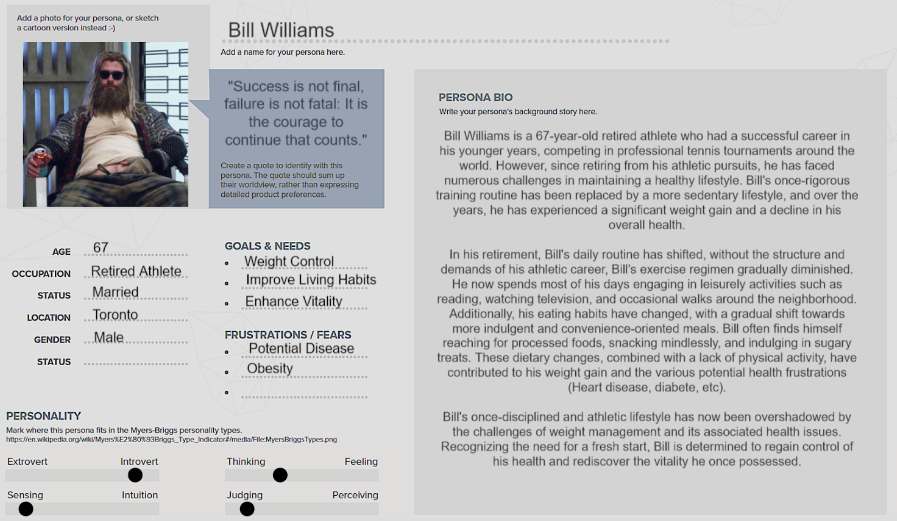 Add a photo for your persona, or sketch
a cartoon version instead :-)
Bill Williams
Add a name for your persona here.
"Success is not final,
failure is not fatal: It is
the courage to
continue that counts."
Create a quote to identify with this
persona. The quote should sum up
their worldview, rather than expressing
detailed product preferences.
PERSONA BIO
Write your persona's background story here.
Bill Williams is a 67-year-old retired athlete who had a successful career in
his younger years, competing in professional tennis tournaments around the
world. However, since retiring from his athletic pursuits, he has faced
numerous challenges in maintaining a healthy lifestyle. Bill's once-rigorous
training routine has been replaced by a more sedentary lifestyle, and over the
years, he has experienced a significant weight gain and a decline in his
overall health.
In his retirement, Bill's daily routine has shifted, without the structure and
demands of his athletic career, Bill's exercise regimen gradually diminished.
He now spends most of his days engaging in leisurely activities such as
reading, watching television, and occasional walks around the neighborhood.
Additionally, his eating habits have changed, with a gradual shift towards
more indulgent and convenience-oriented meals. Bill often finds himself
reaching for processed foods, snacking mindlessly, and indulging in sugary
treats. These dietary changes, combined with a lack of physical activity, have
contributed to his weight gain and the various potential health frustrations
(Heart disease, diabete, etc).
Bill's once-disciplined and athletic lifestyle has now been overshadowed by
the challenges of weight management and its associated health issues.
Recognizing the need for a fresh start, Bill is determined to regain control of
his health and rediscover the vitality he once possessed.
AGE 67
OCCUPATION Retired Athlete
STATUS Married
LOCATION Toronto
GENDER Male
STATUS
GOALS & NEEDS
Weight Control
Improve Living Habits
Enhance Vitality
FRUSTRATIONS / FEARS
Potential Disease
Obesity
PERSONALITY
Mark where this persona fits in the Myers-Briggs personality types.
https://en.wikipedia.org/wiki/Myers%E2%80%93Briggs_Type_Indicator#/media/File:MyersBriggsTypes.png
Extrovert Introvert
Thinking Feeling
Sensing Intuition
Judging Perceiving